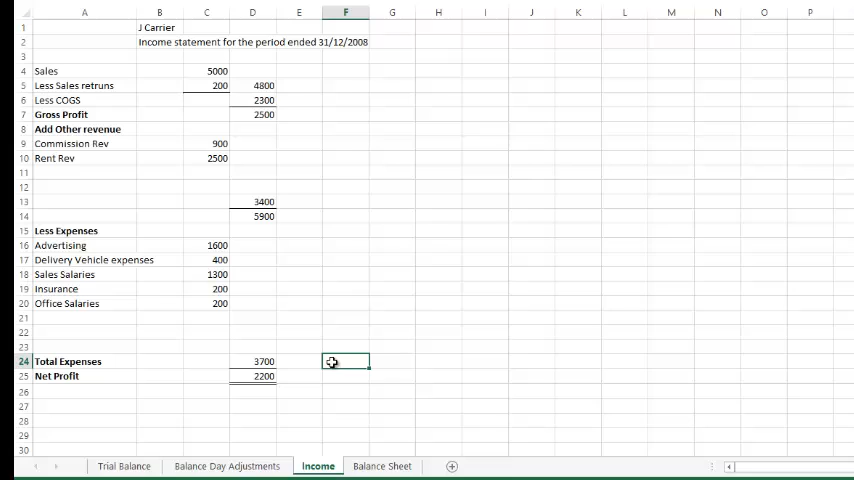 A B C D E F G H I J K L M N O P
1 J Carrier
2 Income statement for the period ended 31/12/2008
3
4 Sales 5000
5 Less Sales retruns 200 4800
6 Less COGS 2300
7 Gross Profit 2500
8 Add Other revenue
9 Commission Rev 900
10 Rent Rev 2500
11
12
13 3400
14 5900
15 Less Expenses
16 Advertising 1600
17 Delivery Vehicle expenses 400
18 Sales Salaries 1300
19 Insurance 200
20 Office Salaries 200
21
22
23
24 Total Expenses 3700
25 Net Profit 2200
26
27
28
29
30
Trial Balance Balance Day Adjustments Income Balance Sheet